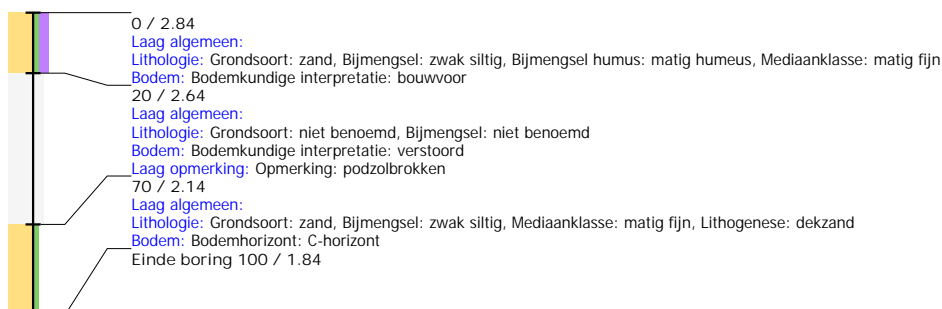 0 / 2.84
Laag algemeen:
Lithologie: Grondsoort: zand, Bijmengsel: zwak siltig, Bijmengsel humus: matig humeus, Mediaanklasse: matig fijn
Bodem: Bodemkundige interpretatie: bouwvoor
20 / 2.64
Laag algemeen:
Lithologie: Grondsoort: niet benoemd, Bijmengsel: niet benoemd
Bodem: Bodemkundige interpretatie: verstoord
Laag opmerking: Opmerking: podzolbrokken
70 / 2.14
Laag algemeen:
Lithologie: Grondsoort: zand, Bijmengsel: zwak siltig, Mediaanklasse: matig fijn, Lithogenese: dekzand
Bodem: Bodemhorizont: C-horizont
Einde boring 100 / 1.84